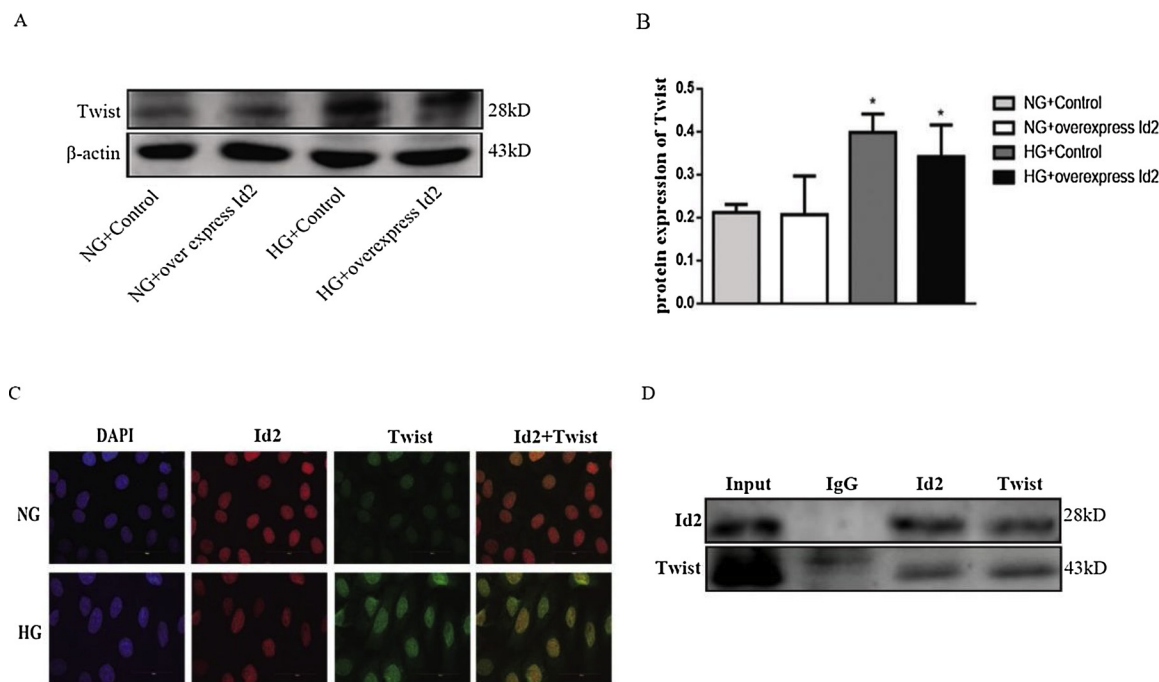 A
Twist
28kD
β-actin
43kD
NG+Control
NG+over express Id2
HG+Control
HG+overexpress Id2
B
protein expression of Twist
0.5
0.4
0.3
0.2
0.1
0.0
*
*
NG+Control
NG+overexpress Id2
HG+Control
HG+overexpress Id2
C
DAPI Id2 Twist Id2+Twist
NG
HG
D
Input IgG Id2 Twist
Id2
28kD
Twist
43kD